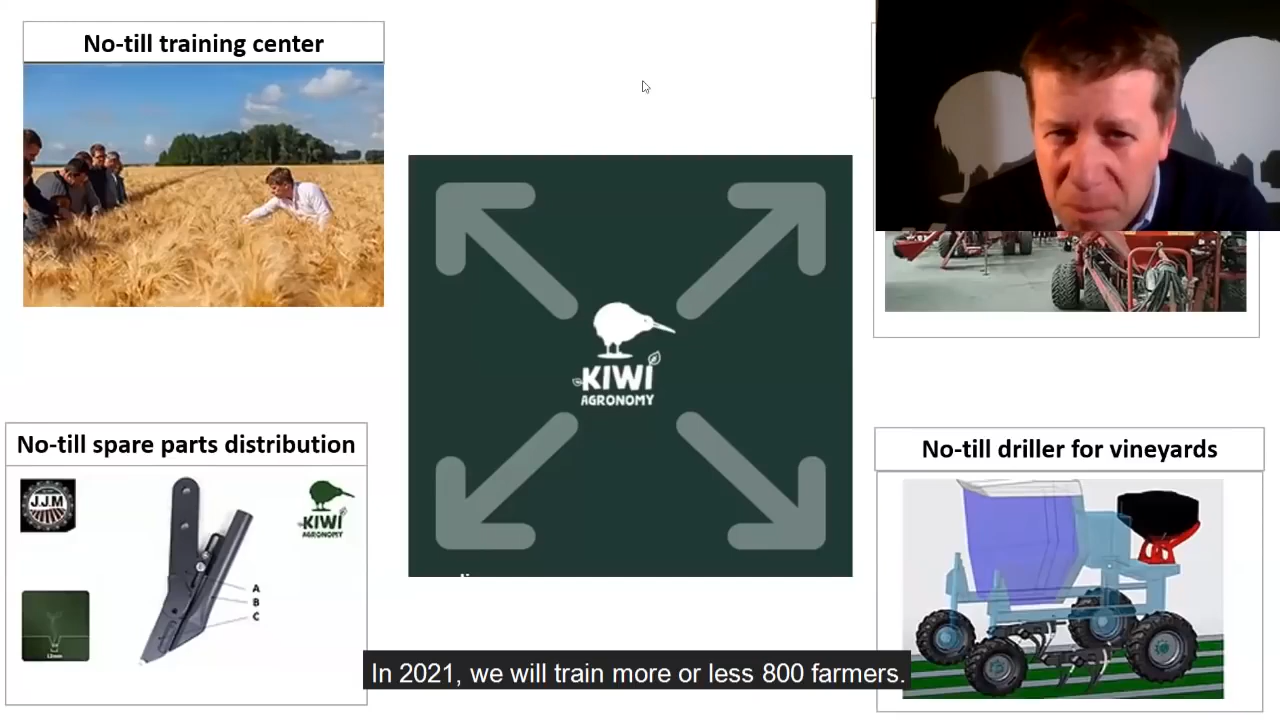 No-till training center
KIWI
AGRONOMY
No-till spare parts distribution
J.J.M
KIWI
AGRONOMY
A
B
C
12mm
No-till driller for vineyards
In 2021, we will train more or less 800 farmers.